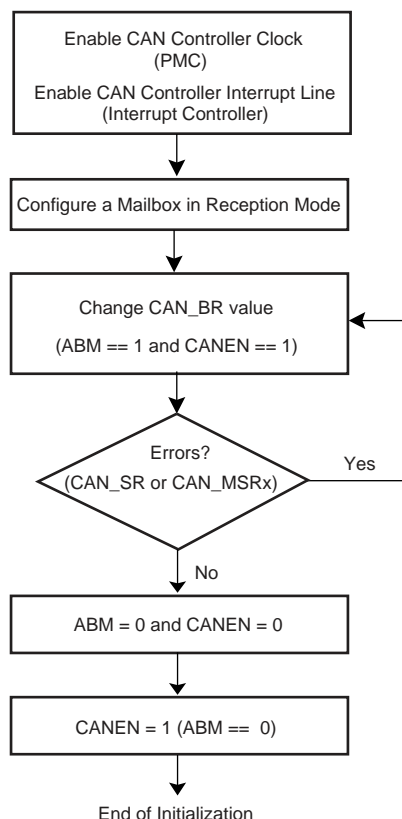 Enable CAN Controller Clock
(PMC)
Enable CAN Controller Interrupt Line
(Interrupt Controller)
Configure a Mailbox in Reception Mode
Change CAN_BR value
(ABM == 1 and CANEN == 1)
Errors?
(CAN_SR or CAN_MSRx)
Yes
No
ABM = 0 and CANEN = 0
CANEN = 1 (ABM == 0)
End of Initialization